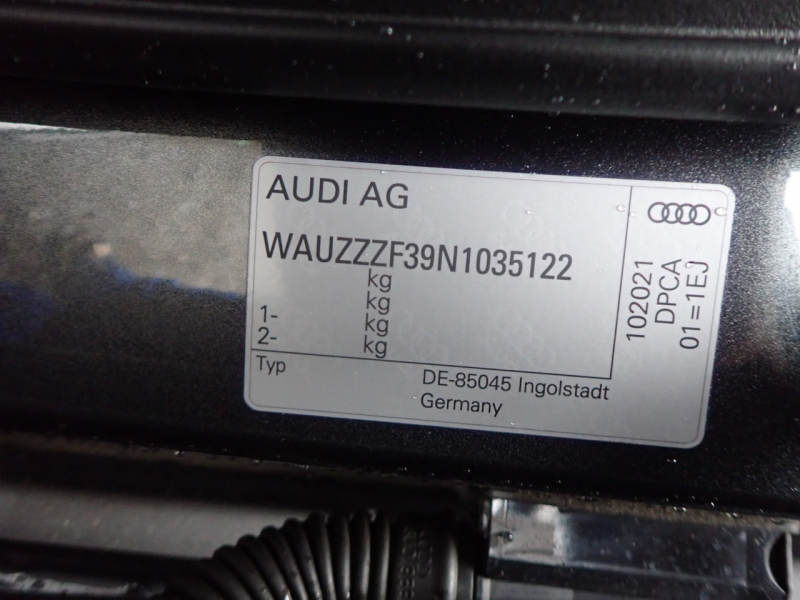 AUDI AG
WAUZZZF39N1035122
kg
kg
1- kg
2- kg
Typ
DE-85045 Ingolstadt
Germany
102021
DPCA
01=1EJ